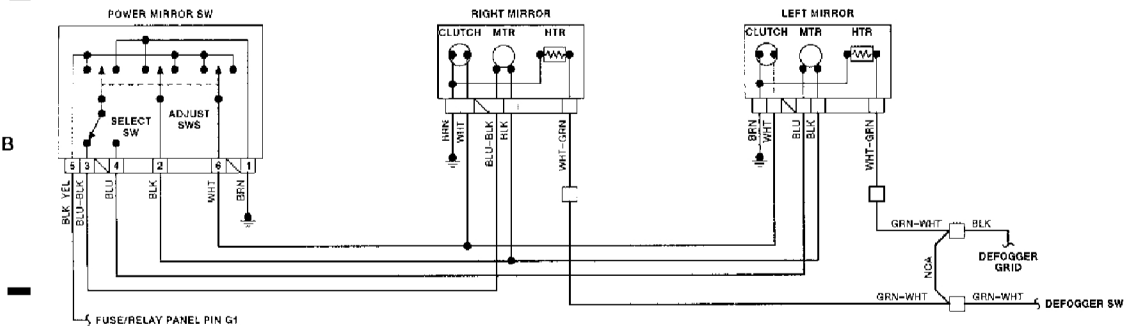 POWER MIRROR SW
RIGHT MIRROR
LEFT MIRROR
CLUTCH MTR HTR
CLUTCH MTR HTR
SELECT SW
ADJUST SWS
B
5 3 4 2 6 1
BLK YEL
BLU-BLK
BLU
BLK
WHT
BRN
BRN
WHT
BLU-BLK
BLK
WHT-GRN
BRN
WHT
BLU
BLK
WHT-GRN
GRN-WHT
BLK
DEFOGGER
GRID
NCA
GRN-WHT
GRN-WHT
DEFOGGER SW
FUSE/RELAY PANEL PIN G1